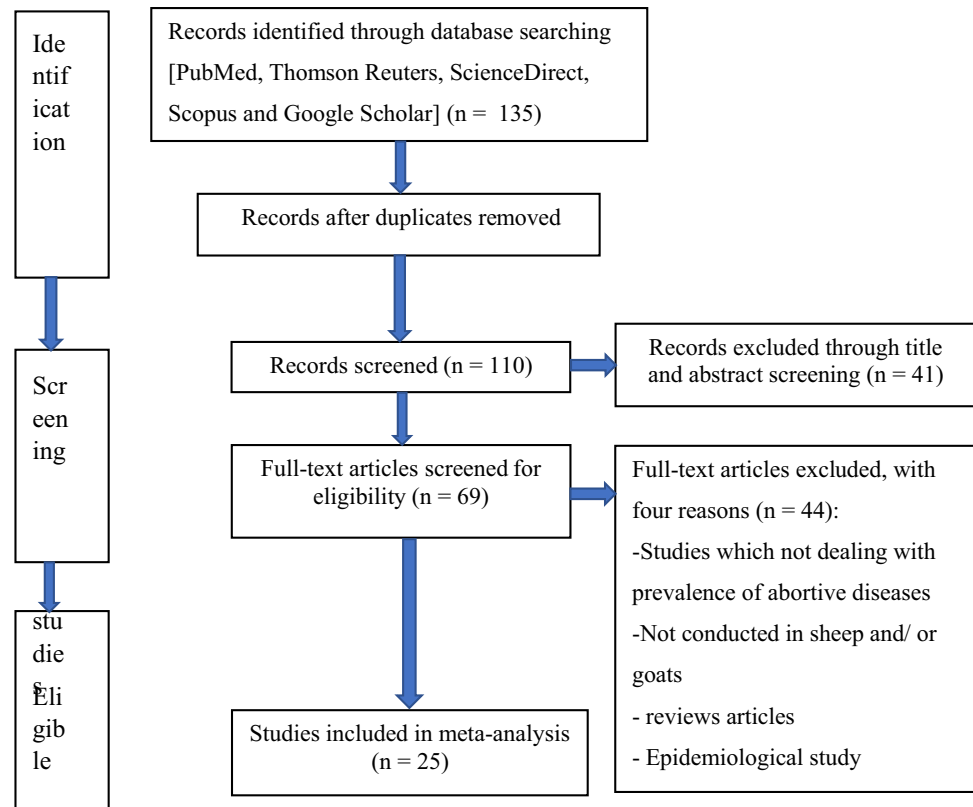 Ide
ntif
icat
ion
Records identified through database searching
[PubMed, Thomson Reuters, ScienceDirect,
Scopus and Google Scholar] (n = 135)
Records after duplicates removed
Scr
een
ing
Records screened (n = 110)
Records excluded through title
and abstract screening (n = 41)
Full-text articles screened for
eligibility (n = 69)
Full-text articles excluded, with
four reasons (n = 44):
-Studies which not dealing with
prevalence of abortive diseases
-Not conducted in sheep and/ or
goats
- reviews articles
- Epidemiological study
stu
die
s
Eli
gib
le
Studies included in meta-analysis
(n = 25)